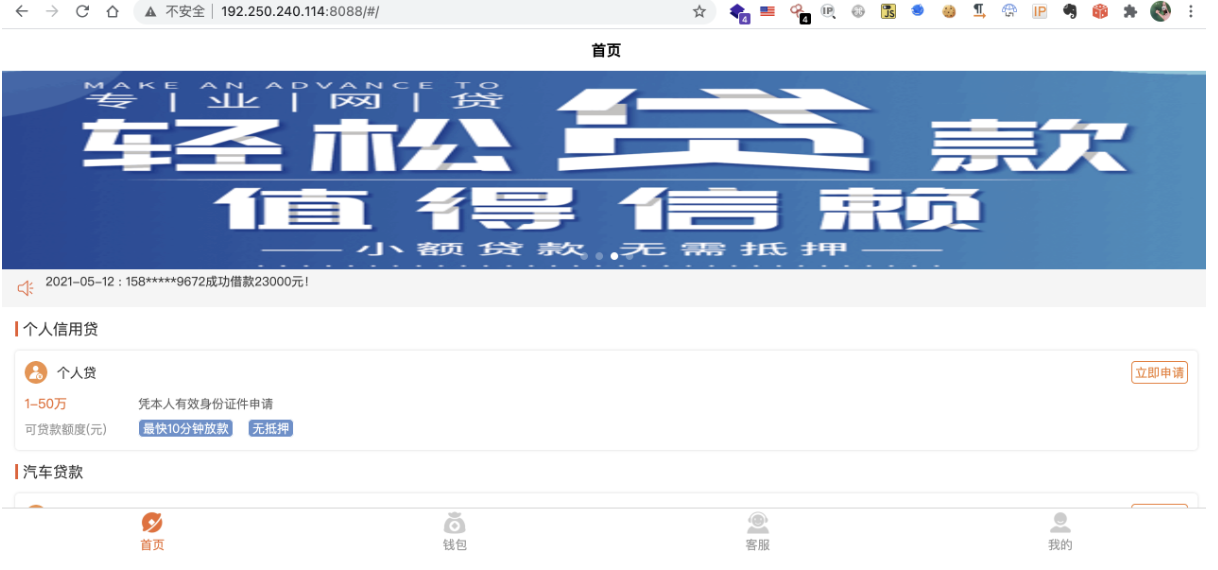 不安全 | 192.250.240.114:8088/#/
4
4
IP
JS
IP
首页
MAKE AN ADVANCE TO
专|业|网|贷
轻松贷款
值得信赖
小额贷款 无需抵押
2021-05-12 : 158*****9672成功借款23000元!
个人信用贷
个人贷
立即申请
1-50万
凭本人有效身份证件申请
可贷款额度(元)
最快10分钟放款 无抵押
汽车贷款
首页
钱包
客服
我的